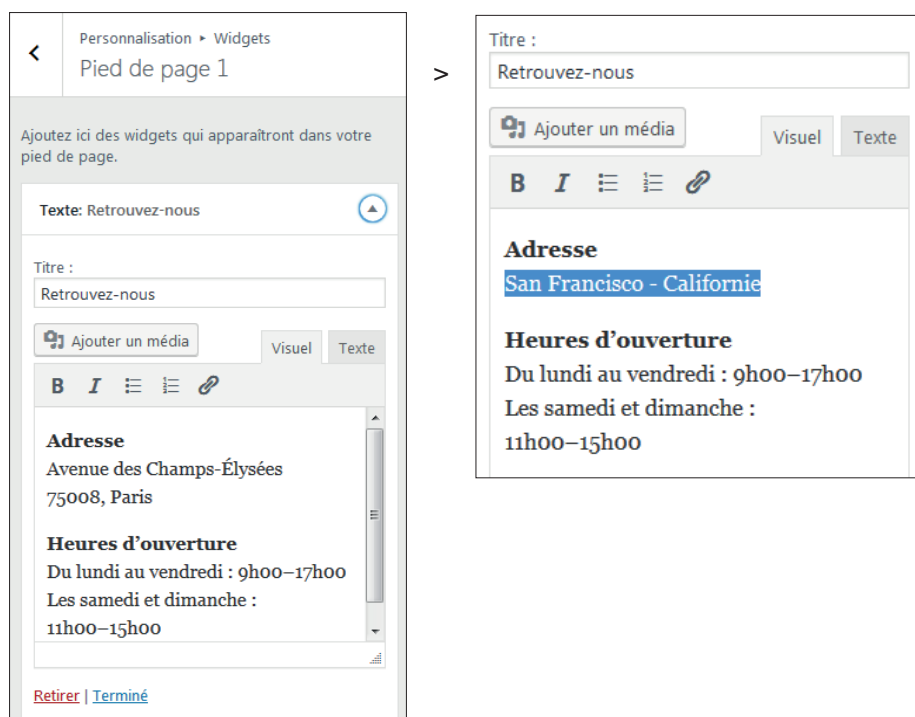 Personnalisation ▸ Widgets
Pied de page 1
Ajoutez ici des widgets qui apparaîtront dans votre
pied de page.
Texte: Retrouvez-nous
Titre :
Retrouvez-nous
Ajouter un média
Visuel Texte
B I
Adresse
Avenue des Champs-Élysées
75008, Paris
Heures d’ouverture
Du lundi au vendredi : 9h00–17h00
Les samedi et dimanche :
11h00–15h00
Retirer | Terminé
>
Titre :
Retrouvez-nous
Ajouter un média
Visuel Texte
B I
Adresse
San Francisco - Californie
Heures d’ouverture
Du lundi au vendredi : 9h00–17h00
Les samedi et dimanche :
11h00–15h00